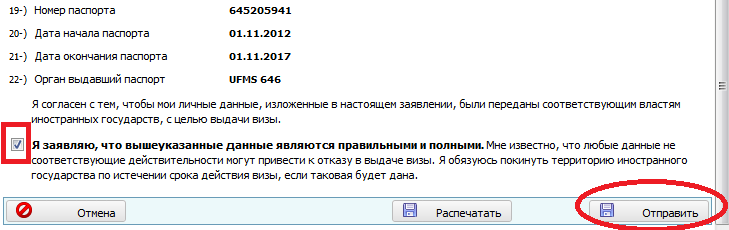 19-) Номер паспорта 645205941
20-) Дата начала паспорта 01.11.2012
21-) Дата окончания паспорта 01.11.2017
22-) Орган выдавший паспорт UFMS 646
Я согласен с тем, чтобы мои личные данные, изложенные в настоящем заявлении, были переданы соответствующим властям
иностранных государств, с целью выдачи визы.
Я заявляю, что вышеуказанные данные являются правильными и полными. Мне известно, что любые данные не
соответствующие действительности могут привести к отказу в выдаче визы. Я обязуюсь покинуть территорию иностранного
государства по истечении срока действия визы, если таковая будет дана.
Отмена Распечатать Отправить